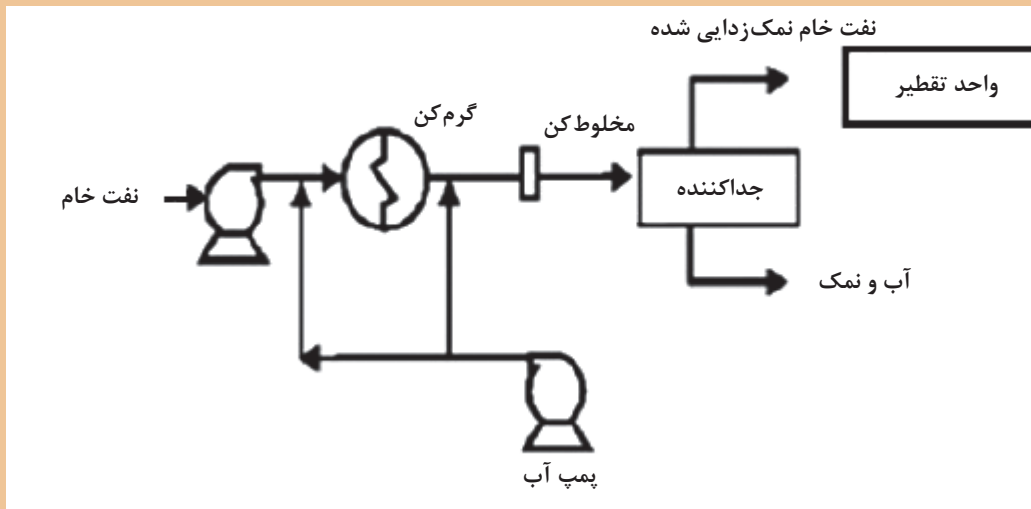 نفت خام نمک‌زدایی شده
واحد تقطیر
گرم‌کن
مخلوط‌کن
جداکننده
نفت خام
آب و نمک
پمپ آب